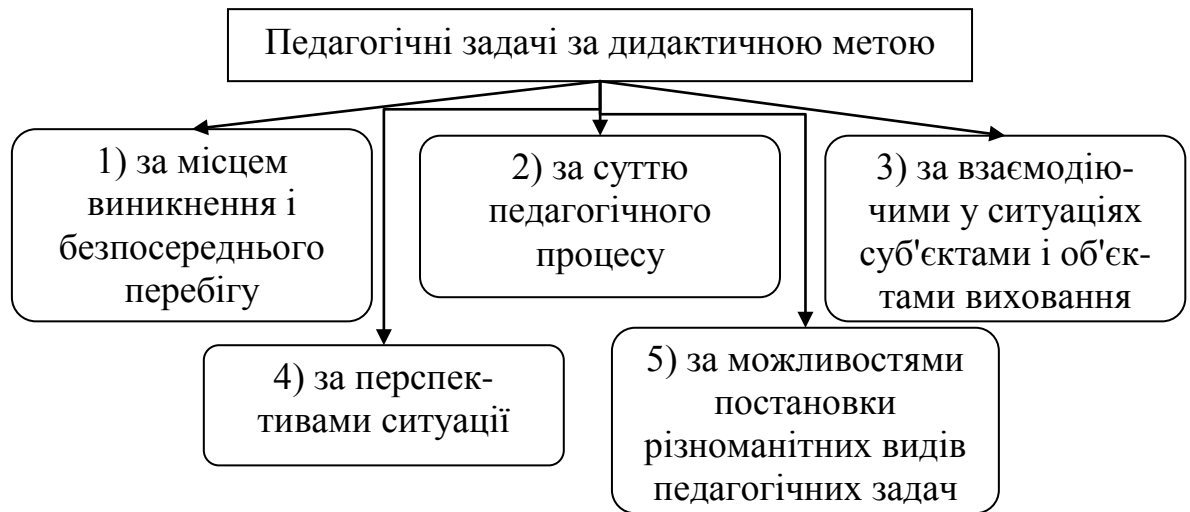 Педагогічні задачі за дидактичною метою
1) за місцем
виникнення і
безпосереднього
перебігу
2) за суттю
педагогічного
процесу
3) за взаємодію-
чими у ситуаціях
суб'єктами і об'єк-
тами виховання
4) за перспек-
тивами ситуації
5) за можливостями
постановки
різноманітних видів
педагогічних задач